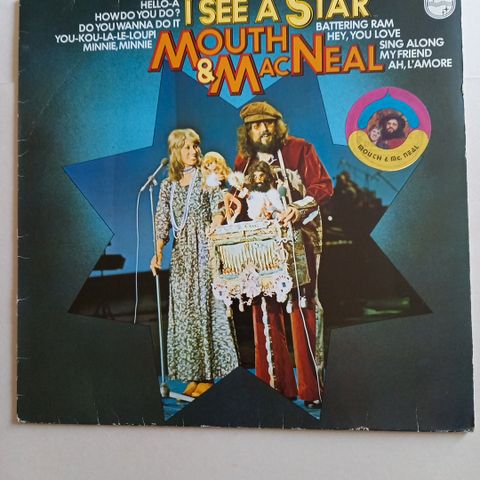 I SEE A STAR
MOUTH
& MACNEAL
HELLO-A
HOW DO YOU DO?
DO YOU WANNA DO IT
YOU-KOU-LA-LE-LOUPI
MINNIE, MINNIE
BATTERING RAM
HEY, YOU LOVE
SING ALONG
MY FRIEND
AH, L'AMORE
MOUTH & Mc. NEAL